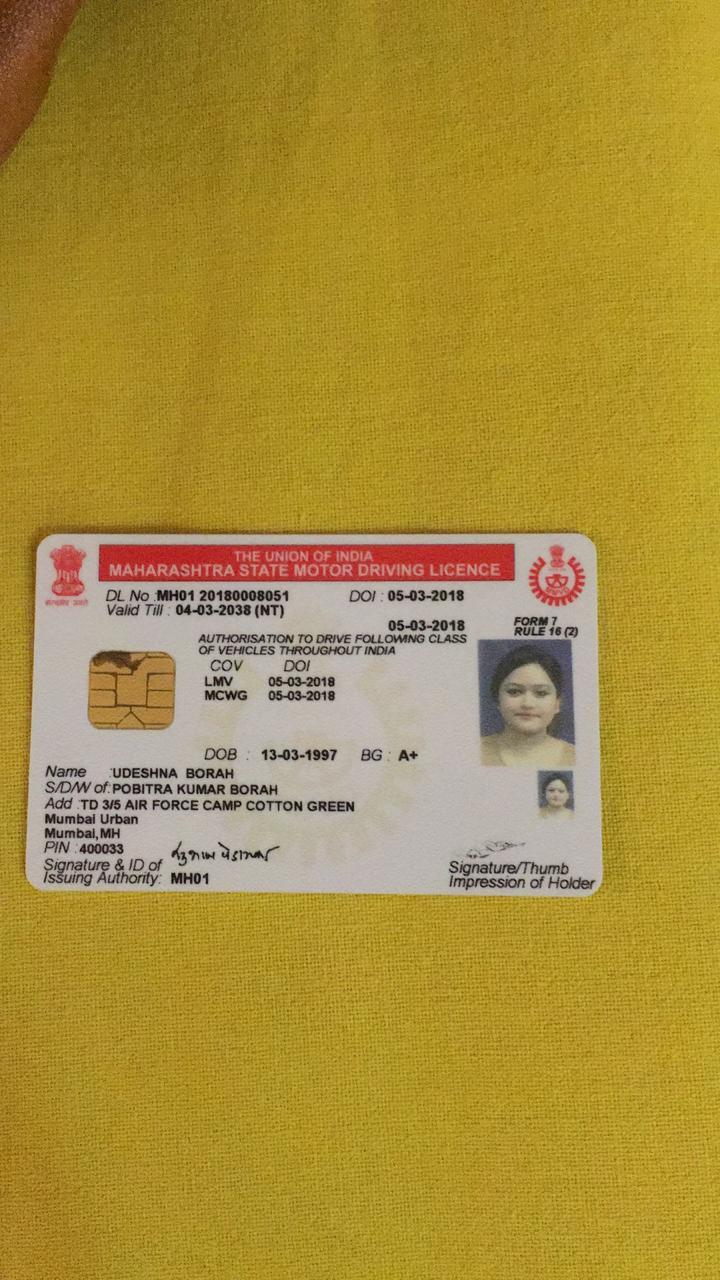 THE UNION OF INDIA
MAHARASHTRA STATE MOTOR DRIVING LICENCE
DL No : MH01 20180008051 DOI : 05-03-2018
Valid Till : 04-03-2038 (NT)
05-03-2018
FORM 7
RULE 16 (2)
AUTHORISATION TO DRIVE FOLLOWING CLASS
OF VEHICLES THROUGHOUT INDIA
COV DOI
LMV 05-03-2018
MCWG 05-03-2018
DOB : 13-03-1997 BG : A+
Name : UDESHNA BORAH
S/D/W of : POBITRA KUMAR BORAH
Add : TD 3/5 AIR FORCE CAMP COTTON GREEN
Mumbai Urban
Mumbai,MH
PIN : 400033
Signature & ID of
Issuing Authority: MH01
Signature/Thumb
Impression of Holder